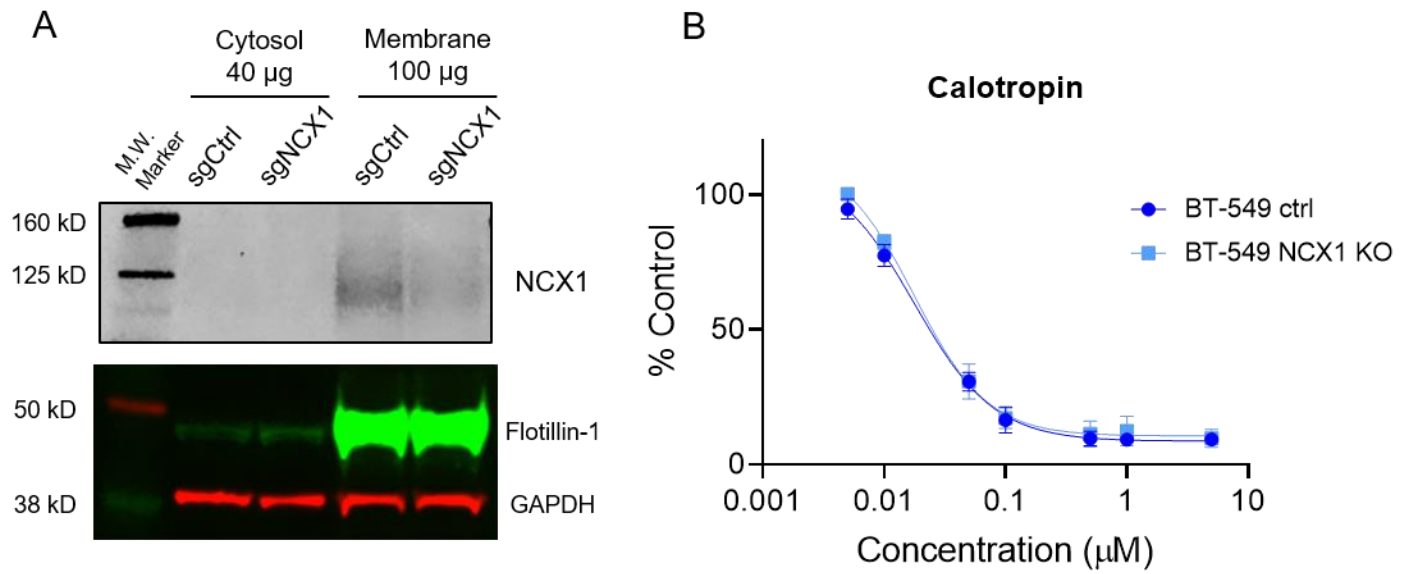 A
Cytosol
40 µg
Membrane
100 µg
M.W.
Marker
sgCtrl
sgNCX1
sgCtrl
sgNCX1
160 kD
125 kD
NCX1
50 kD
Flotillin-1
38 kD
GAPDH
B
Calotropin
100
50
0
% Control
BT-549 ctrl
BT-549 NCX1 KO
0.001 0.01 0.1 1 10
Concentration (µM)